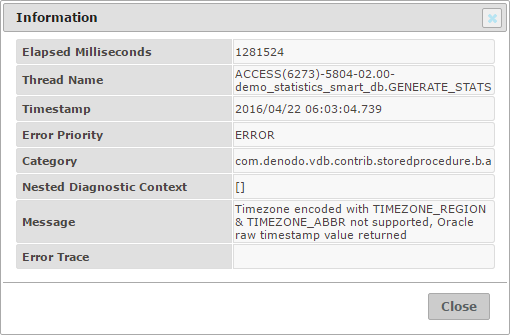 Information
Elapsed Milliseconds 1281524
Thread Name ACCESS(6273)-5804-02.00-
demo_statistics_smart_db.GENERATE_STATS
Timestamp 2016/04/22 06:03:04.739
Error Priority ERROR
Category com.denodo.vdb.contrib.storedprocedure.b.a
Nested Diagnostic Context []
Message Timezone encoded with TIMEZONE_REGION
& TIMEZONE_ABBR not supported, Oracle
raw timestamp value returned
Error Trace
Close